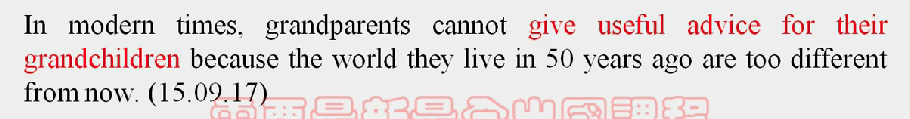 In modern times, grandparents cannot give useful advice for their
grandchildren because the world they live in 50 years ago are too different
from now. (15.09.17)